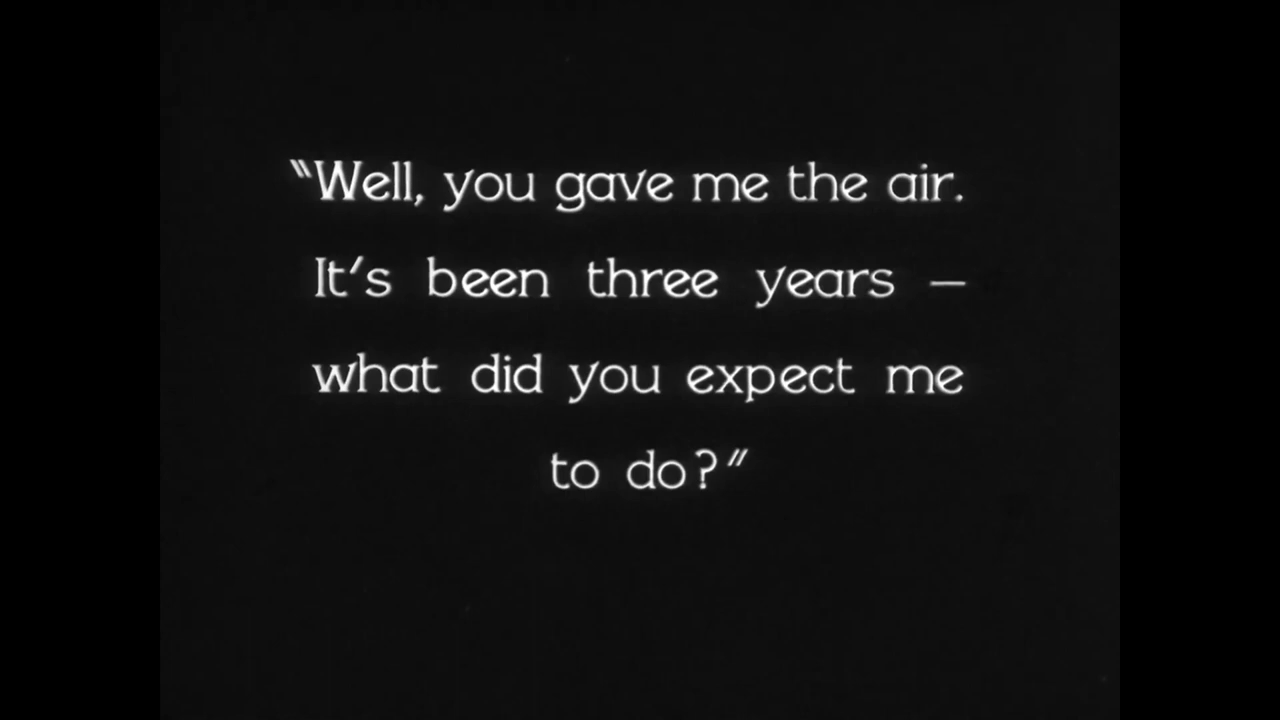 "Well, you gave me the air.
It's been three years —
what did you expect me
to do?"